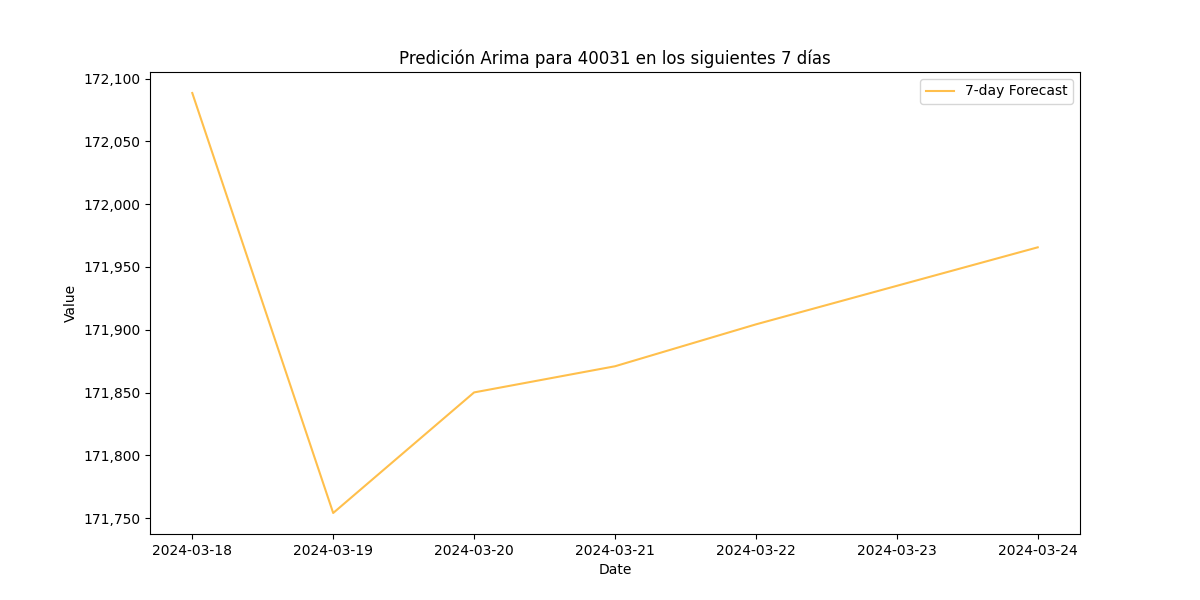 Predición Arima para 40031 en los siguientes 7 días
7-day Forecast
172,100
172,050
172,000
171,950
171,900
171,850
171,800
171,750
Value
2024-03-18 2024-03-19 2024-03-20 2024-03-21 2024-03-22 2024-03-23 2024-03-24
Date